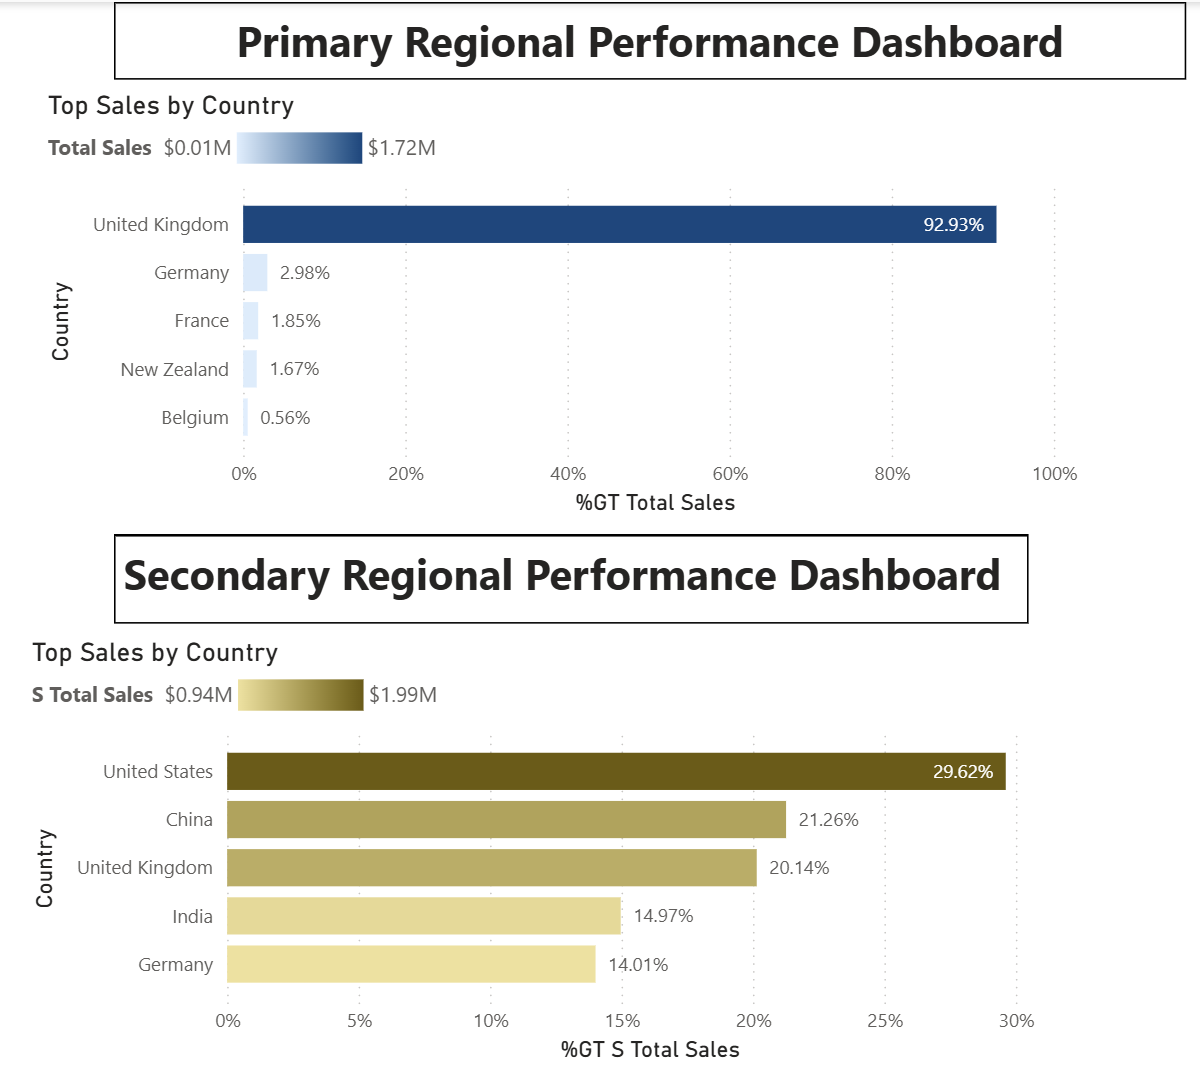 Primary Regional Performance Dashboard
Top Sales by Country
Total Sales $0.01M $1.72M
Country
United Kingdom 92.93%
Germany 2.98%
France 1.85%
New Zealand 1.67%
Belgium 0.56%
0% 20% 40% 60% 80% 100%
%GT Total Sales
Secondary Regional Performance Dashboard
Top Sales by Country
S Total Sales $0.94M $1.99M
Country
United States 29.62%
China 21.26%
United Kingdom 20.14%
India 14.97%
Germany 14.01%
0% 5% 10% 15% 20% 25% 30%
%GT S Total Sales